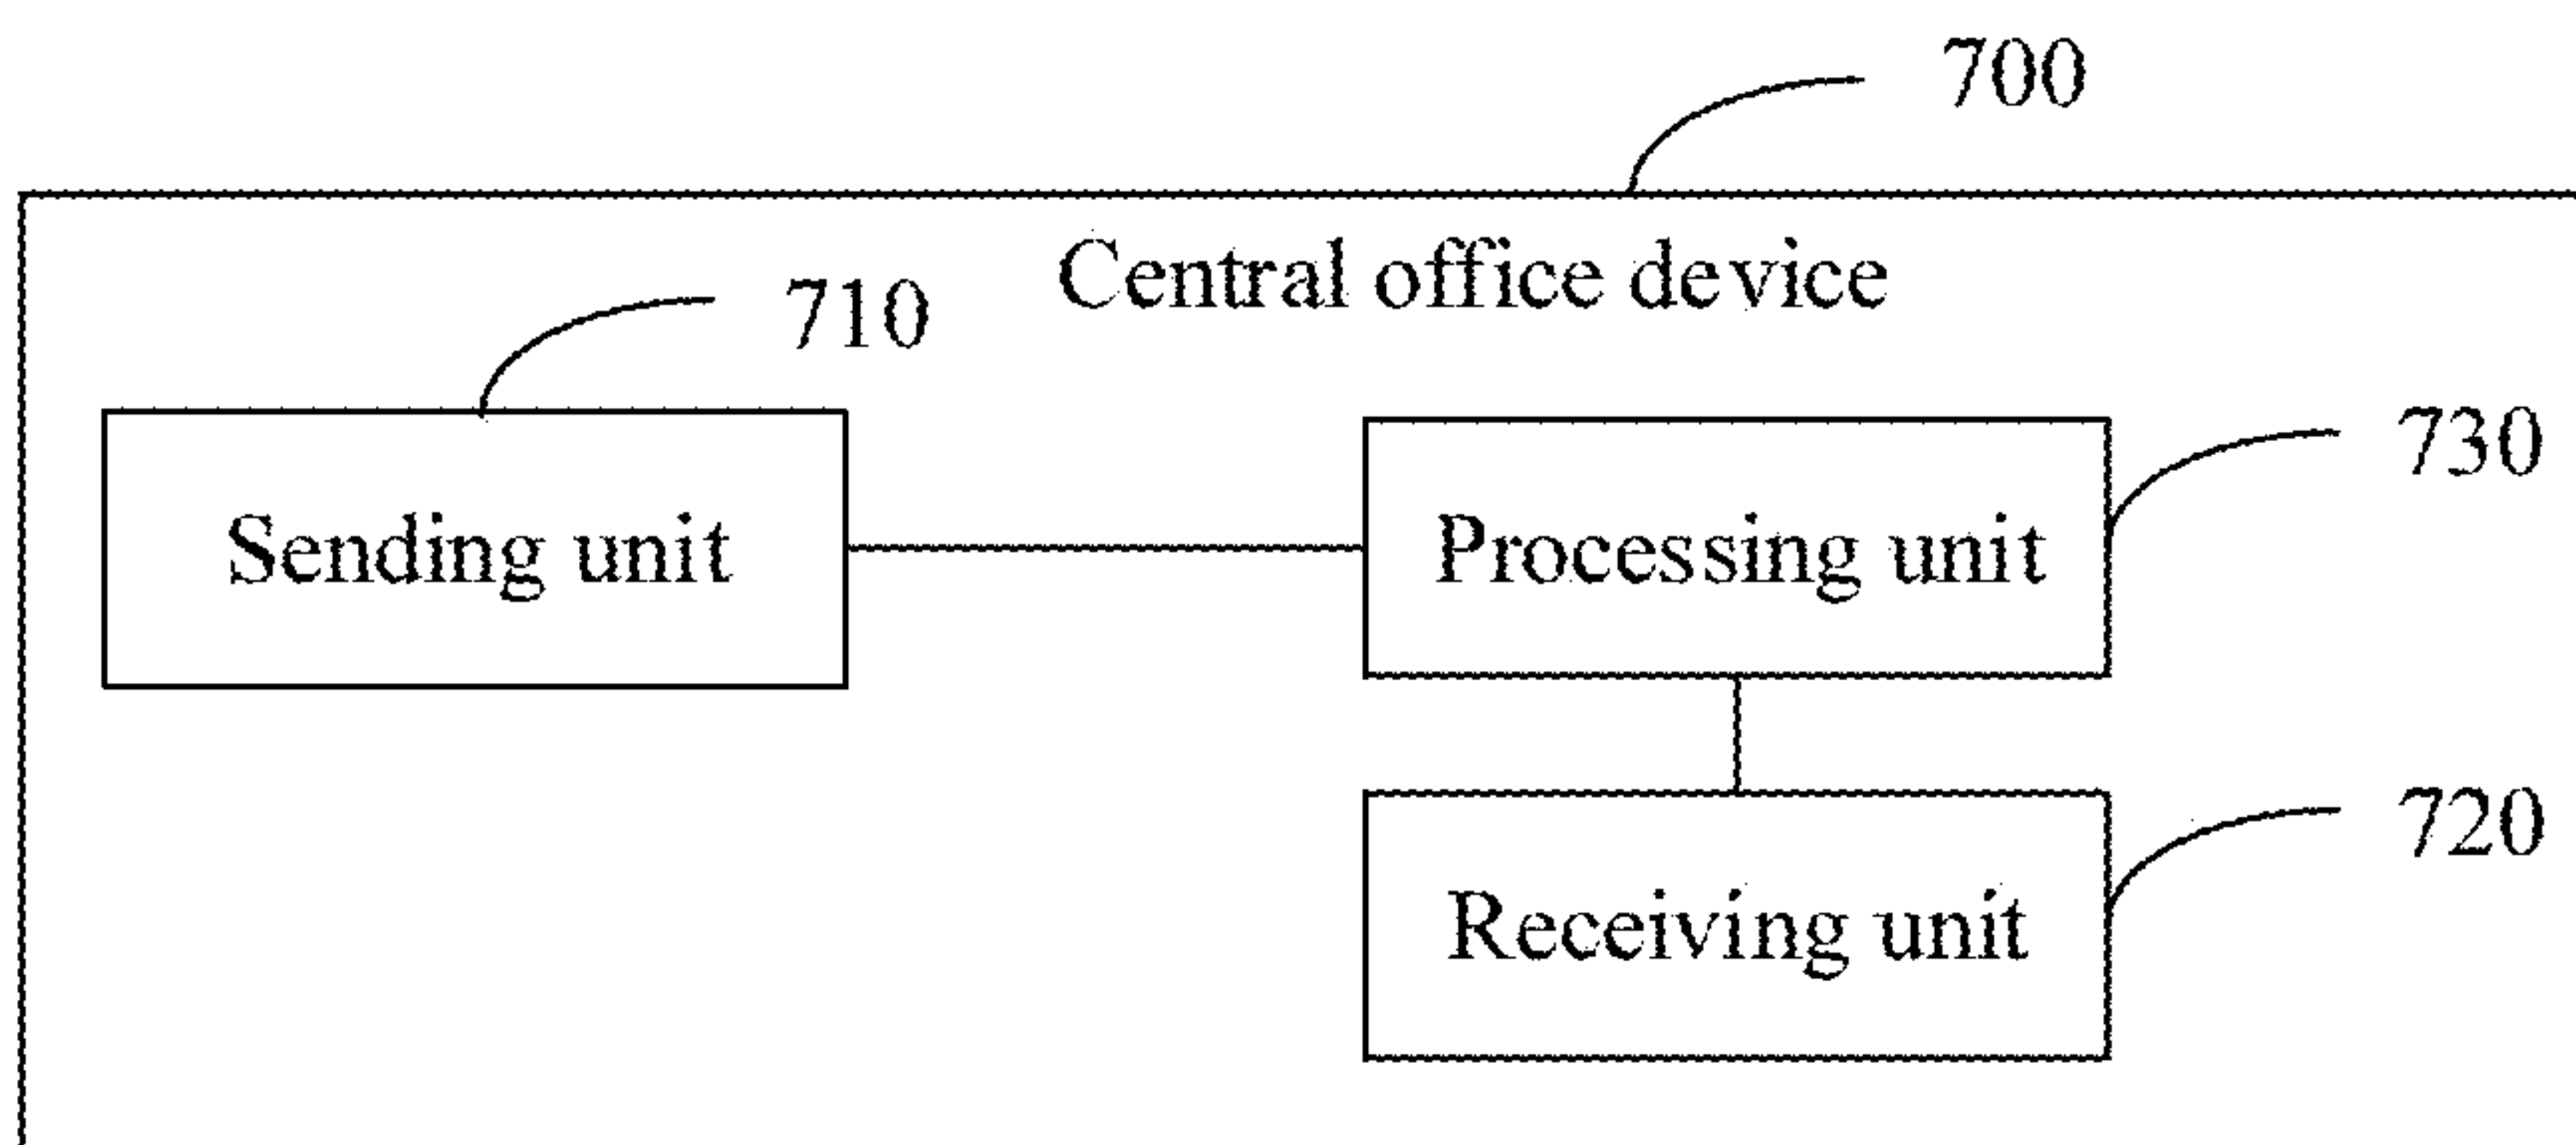 700
Central office device
710
730
Sending unit
Processing unit
720
Receiving unit